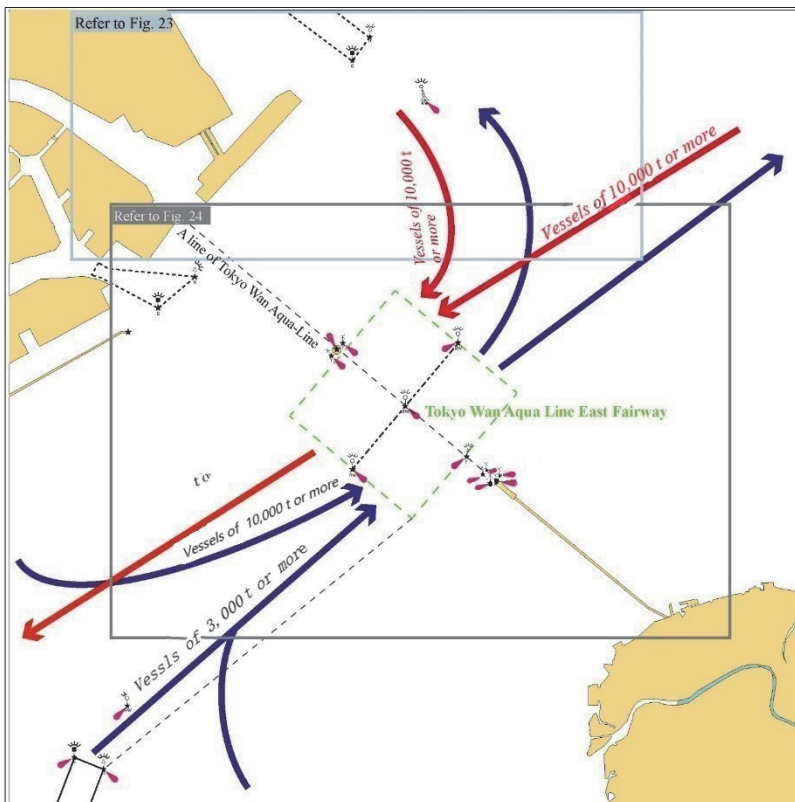 Refer to Fig. 23
Vessels of 10,000 t
or more
Vessels of 10,000 t or more
Refer to Fig. 24
A line of Tokyo Wan Aqua-Line
Tokyo Wan Aqua Line East Fairway
to
Vessels of 10,000 t or more
Vessls of 3,000 t or more